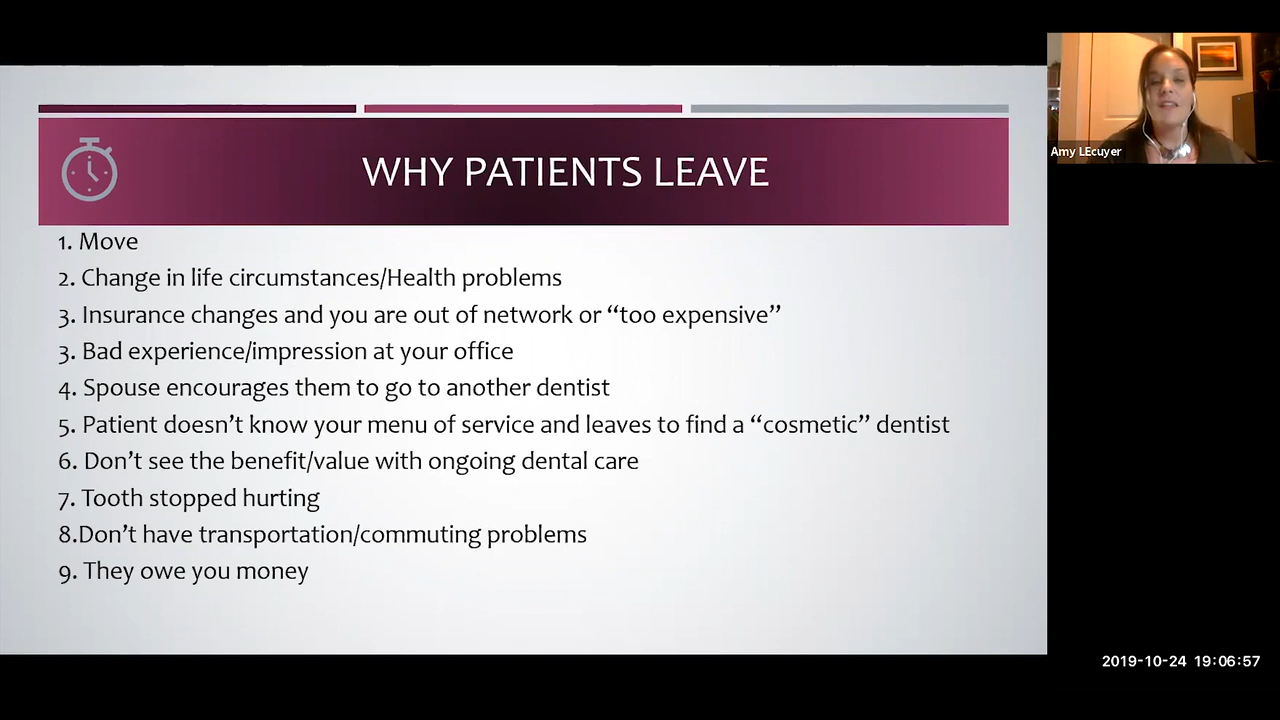 WHY PATIENTS LEAVE
1. Move
2. Change in life circumstances/Health problems
3. Insurance changes and you are out of network or “too expensive”
3. Bad experience/impression at your office
4. Spouse encourages them to go to another dentist
5. Patient doesn’t know your menu of service and leaves to find a “cosmetic” dentist
6. Don’t see the benefit/value with ongoing dental care
7. Tooth stopped hurting
8.Don’t have transportation/commuting problems
9. They owe you money
Amy LEcuyer
2019-10-24 19:06:57